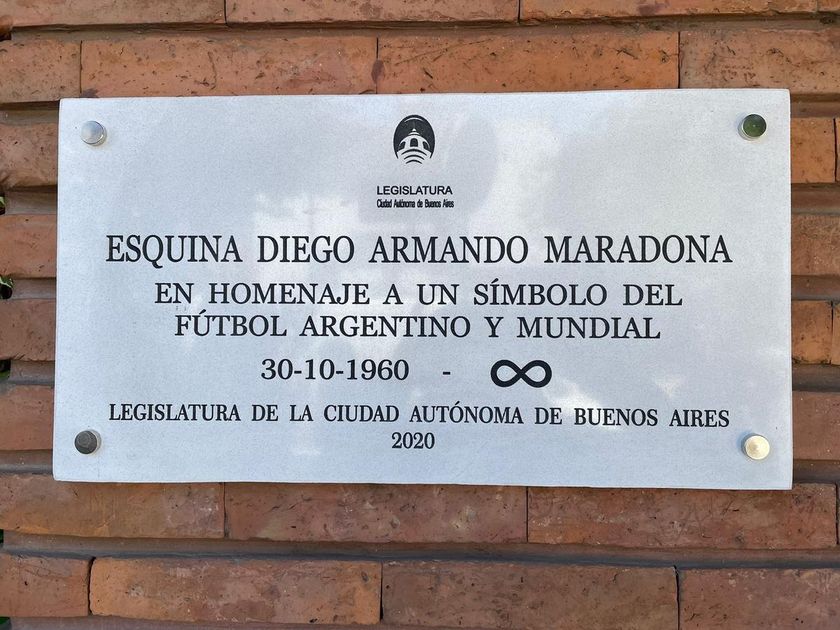 LEGISLATURA
Ciudad Autónoma de Buenos Aires
ESQUINA DIEGO ARMANDO MARADONA
EN HOMENAJE A UN SÍMBOLO DEL
FÚTBOL ARGENTINO Y MUNDIAL
30-10-1960 - ∞
LEGISLATURA DE LA CIUDAD AUTÓNOMA DE BUENOS AIRES
2020